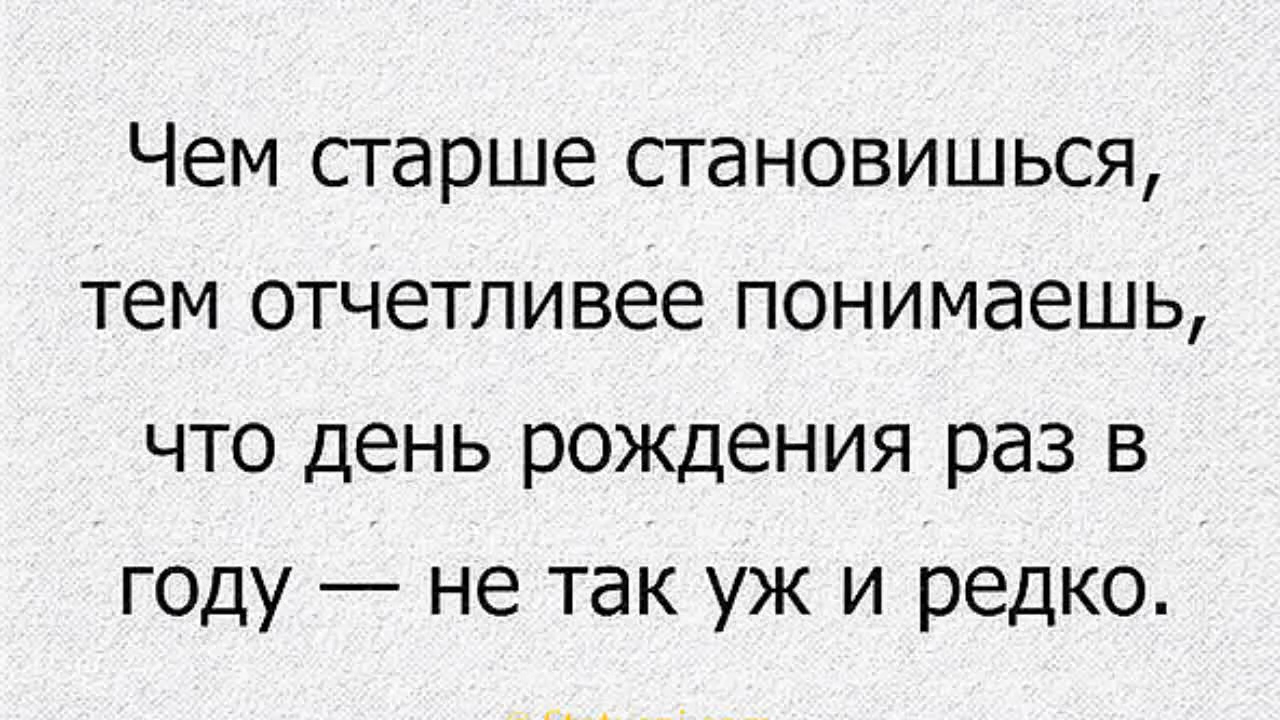 Чем старше становишься,
тем отчетливее понимаешь,
что день рождения раз в
году — не так уж и редко.